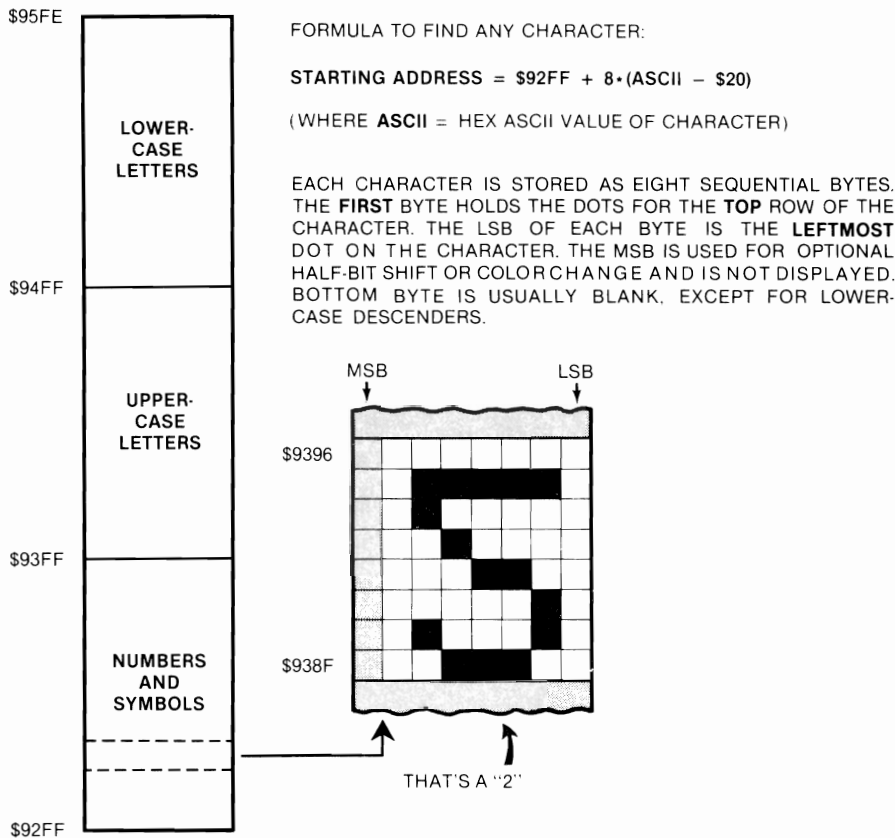 $95FE
FORMULA TO FIND ANY CHARACTER:
STARTING ADDRESS = $92FF + 8•(ASCII – $20)
(WHERE ASCII = HEX ASCII VALUE OF CHARACTER)
LOWER-
CASE
LETTERS
EACH CHARACTER IS STORED AS EIGHT SEQUENTIAL BYTES.
THE FIRST BYTE HOLDS THE DOTS FOR THE TOP ROW OF THE
CHARACTER. THE LSB OF EACH BYTE IS THE LEFTMOST
DOT ON THE CHARACTER. THE MSB IS USED FOR OPTIONAL
HALF-BIT SHIFT OR COLOR CHANGE AND IS NOT DISPLAYED.
BOTTOM BYTE IS USUALLY BLANK, EXCEPT FOR LOWER-
CASE DESCENDERS.
$94FF
MSB
LSB
UPPER-
CASE
LETTERS
$9396
$93FF
NUMBERS
AND
SYMBOLS
$938F
THAT'S A "2"
$92FF